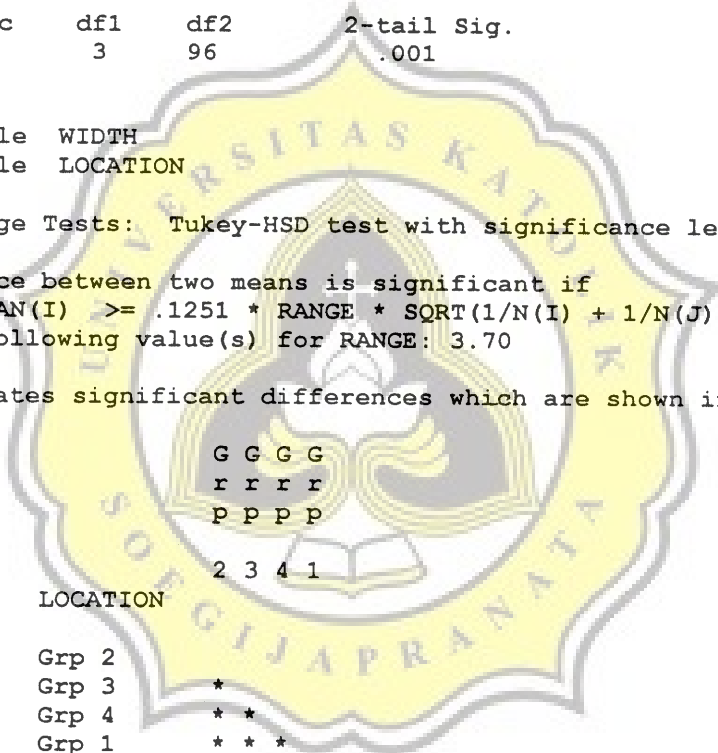 c df1 df2 2-tail Sig.
3 96 .001
le WIDTH
le LOCATION
ge Tests: Tukey-HSD test with significance le
ce between two means is significant if
AN(I) >= .1251 * RANGE * SQRT(1/N(I) + 1/N(J)
ollowing value(s) for RANGE: 3.70
ates significant differences which are shown i
G G G G
r r r r
p p p p
2 3 4 1
LOCATION
Grp 2
Grp 3 *
Grp 4 * *
Grp 1 * * *
UNIVERSITAS KATOLIK
SOEGIJAPRANATA